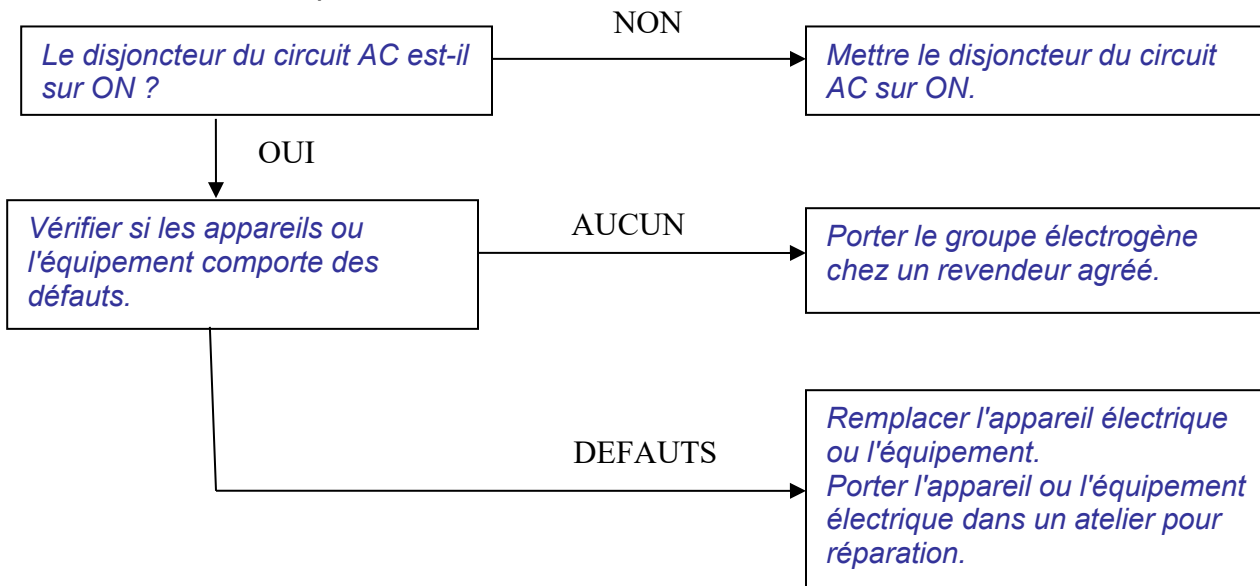 NON
Le disjoncteur du circuit AC est-il
sur ON ?
Mettre le disjoncteur du circuit
AC sur ON.
OUI
Vérifier si les appareils ou
l'équipement comporte des
défauts.
AUCUN
Porter le groupe électrogène
chez un revendeur agréé.
DEFAUTS
Remplacer l'appareil électrique
ou l'équipement.
Porter l'appareil ou l'équipement
électrique dans un atelier pour
réparation.